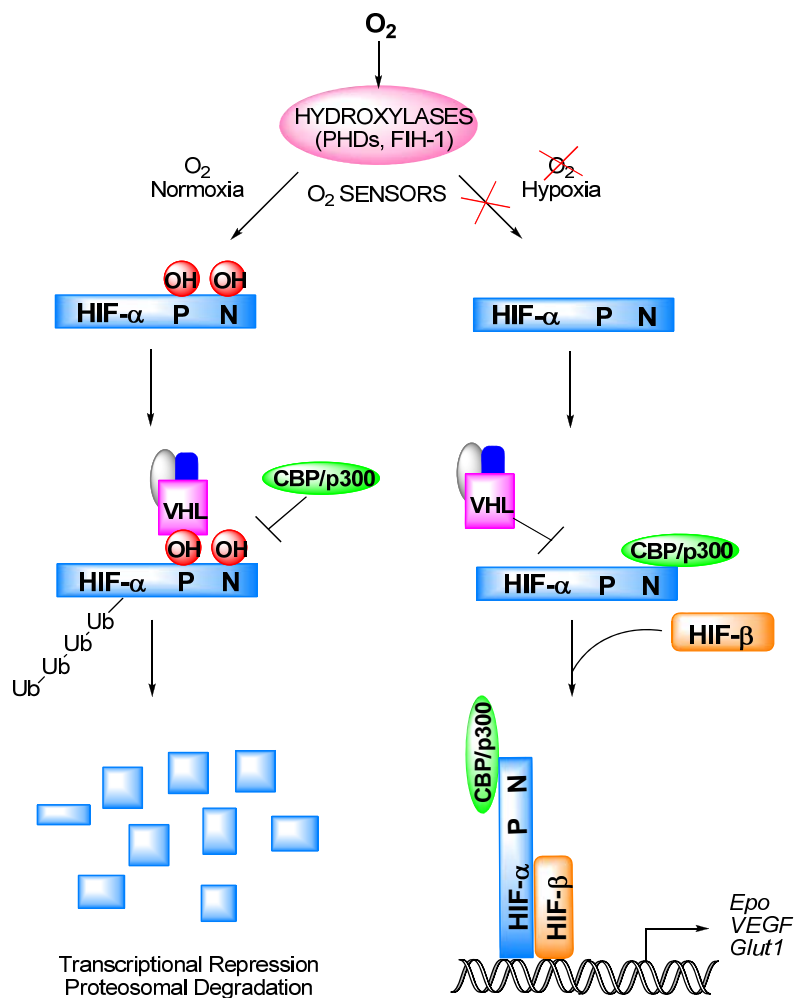 O₂
HYDROXYLASES
(PHDs, FIH-1)
O₂
Normoxia
O₂ SENSORS
O₂
Hypoxia
OH OH
HIF-α P N
HIF-α P N
CBP/p300
VHL
OH OH
HIF-α P N
Ub
Ub
Ub
Ub
VHL
CBP/p300
HIF-α P N
HIF-β
Transcriptional Repression
Proteosomal Degradation
CBP/p300
HIF-α P N
HIF-β
Epo
VEGF
Glut1